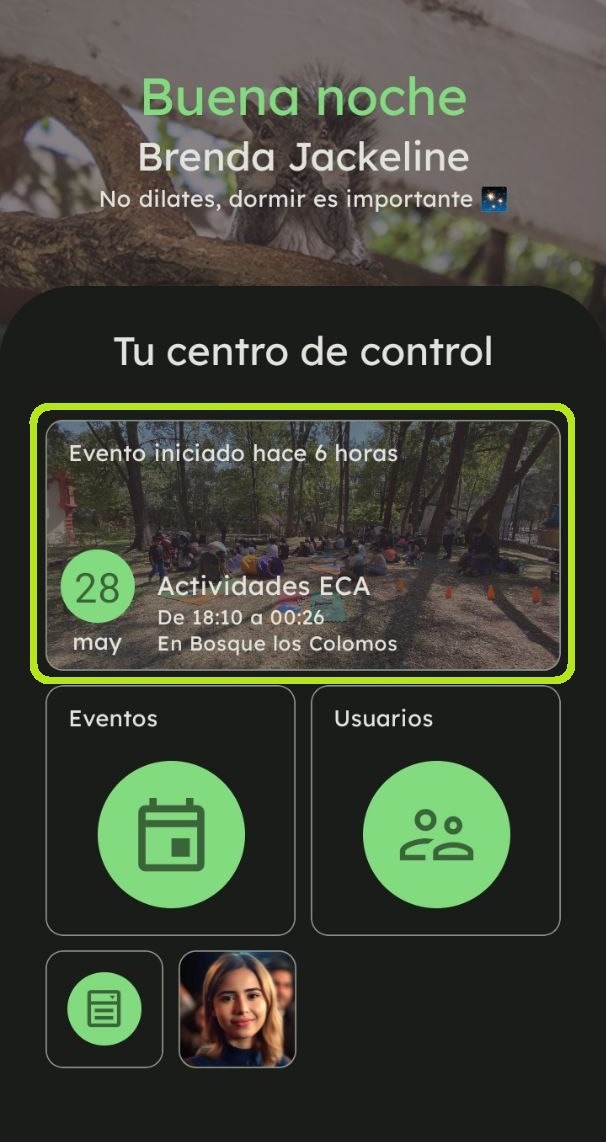 Buena noche
Brenda Jackeline
No dilates, dormir es importante 🌌
Tu centro de control
Evento iniciado hace 6 horas
28
may
Actividades ECA
De 18:10 a 00:26
En Bosque los Colomos
Eventos
Usuarios